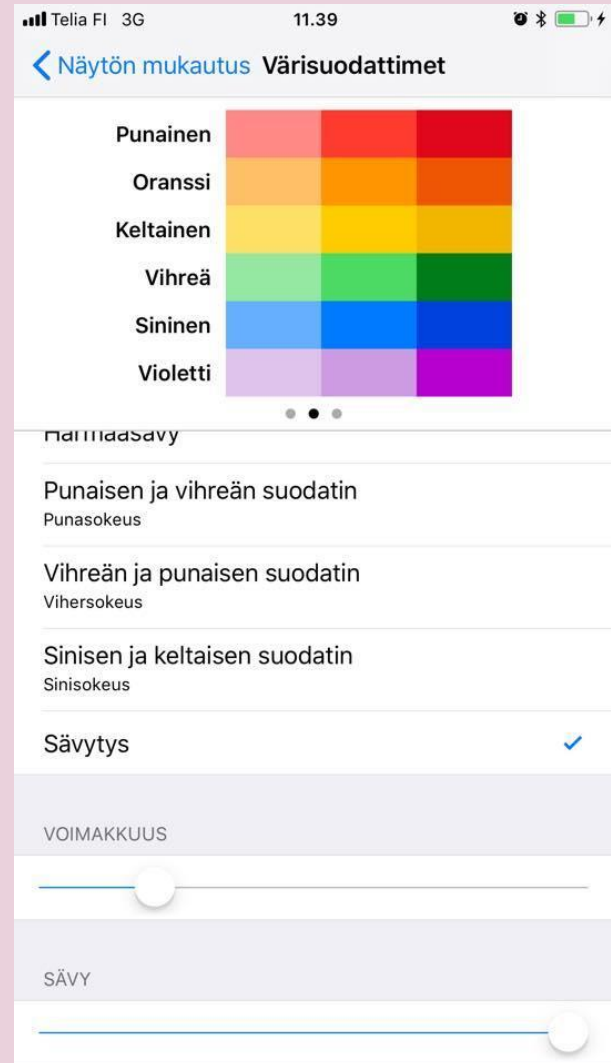 Telia FI 3G 11.39
Näytön mukautus Värisuodattimet
Punainen
Oranssi
Keltainen
Vihreä
Sininen
Violetti
Harmaasävy
Punaisen ja vihreän suodatin
Punasokeus
Vihreän ja punaisen suodatin
Vihersokeus
Sinisen ja keltaisen suodatin
Sinisokeus
Sävytys
VOIMAKKUUS
SÄVY